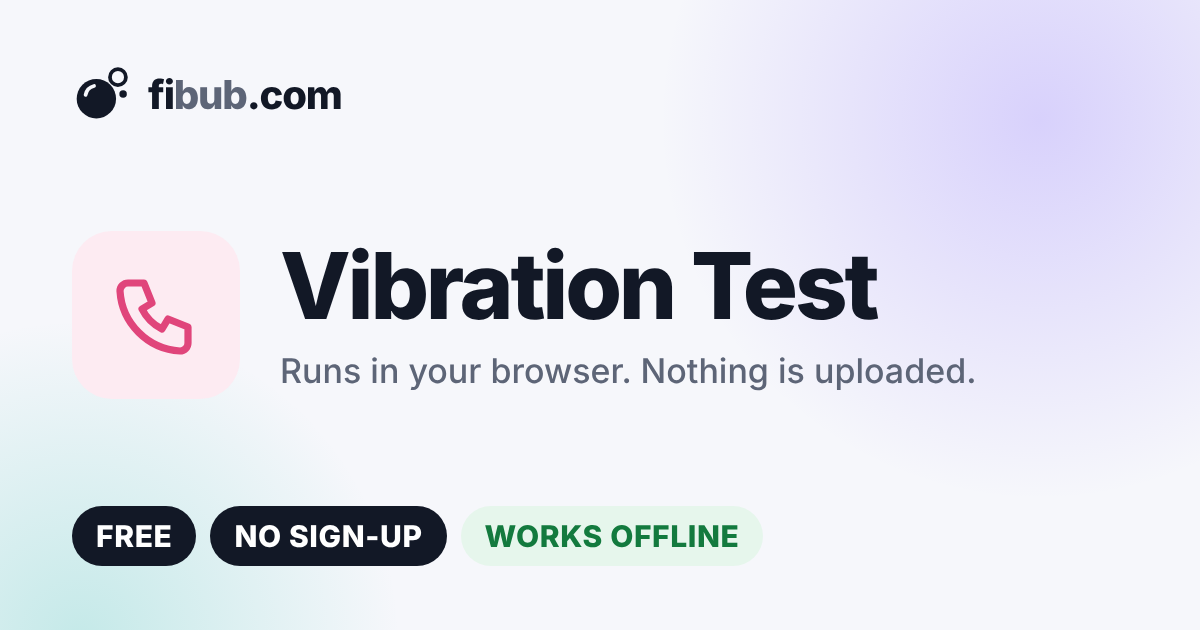 fibub.com
Vibration Test
Runs in your browser. Nothing is uploaded.
FREE NO SIGN-UP WORKS OFFLINE